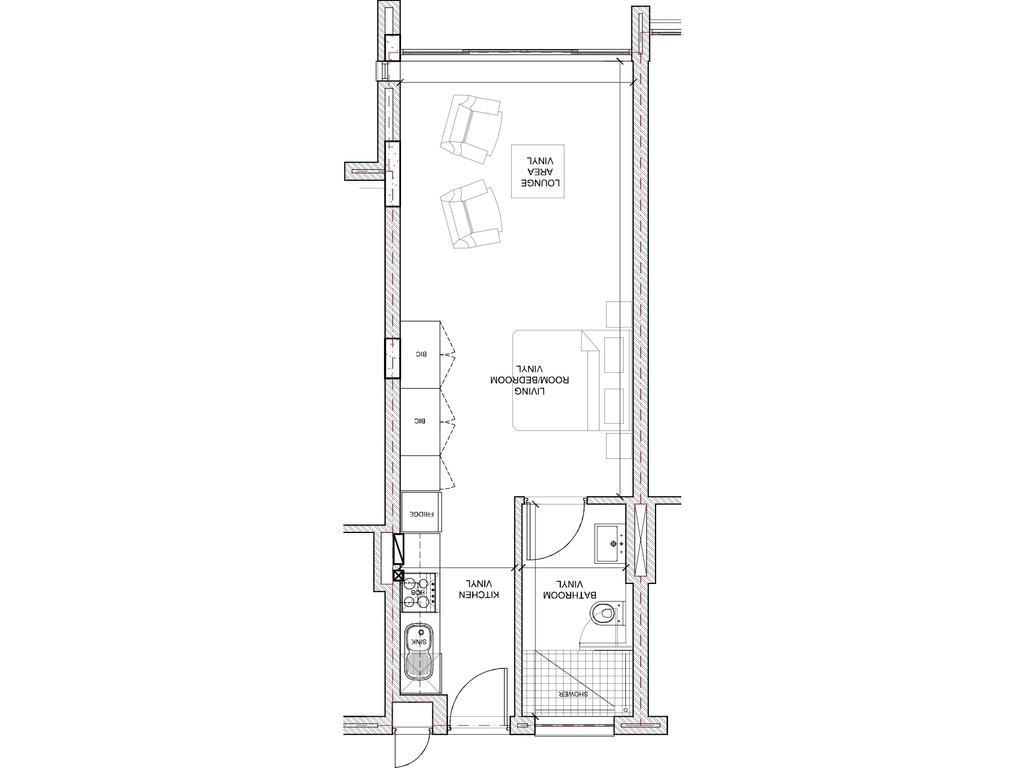 LOUNGE
AREA
VINYL
BIC
LIVING
ROOM/BEDROOM
VINYL
BIC
FRIDGE
HOB
KITCHEN
VINYL
BATHROOM
VINYL
SINK
SHOWER